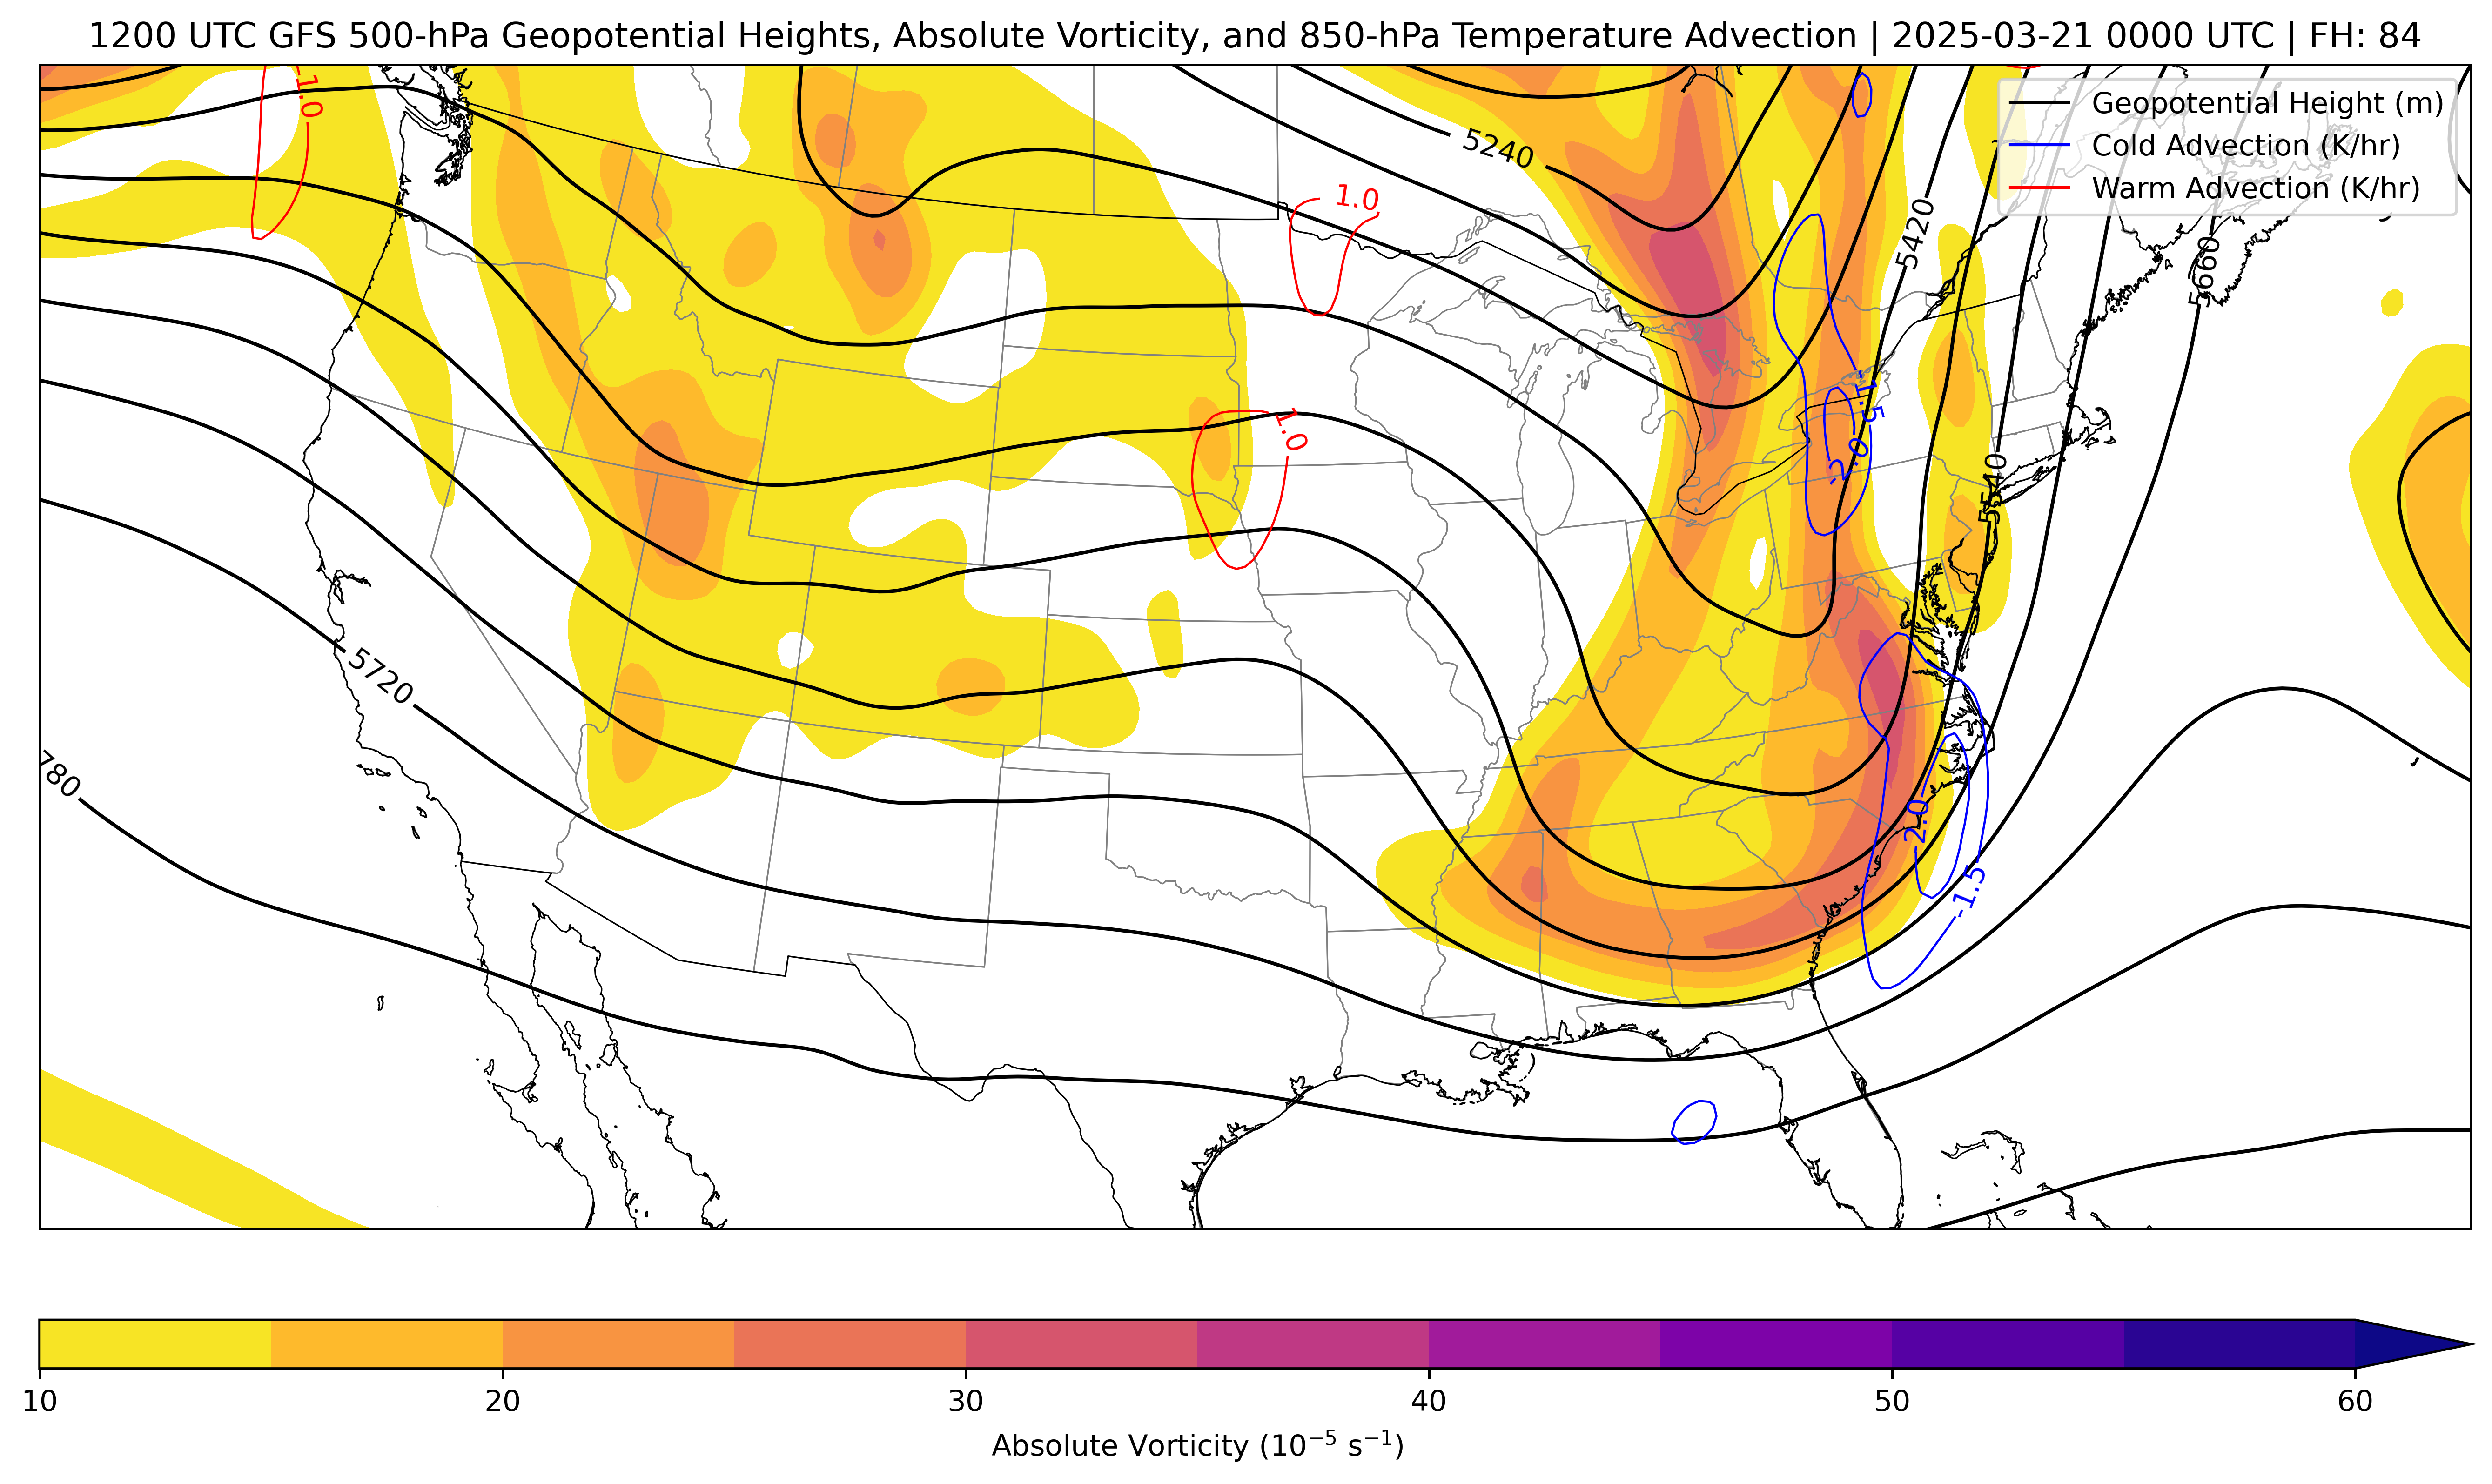 1200 UTC GFS 500-hPa Geopotential Heights, Absolute Vorticity, and 850-hPa Temperature Advection | 2025-03-21 0000 UTC | FH: 84
Geopotential Height (m)
Cold Advection (K/hr)
Warm Advection (K/hr)
1.0
5240
1.0
5420
5660
-1.5
1.0
-2.0
5540
5720
780
-2.0
-1.5
10 20 30 40 50 60
Absolute Vorticity (10⁻⁵ s⁻¹)